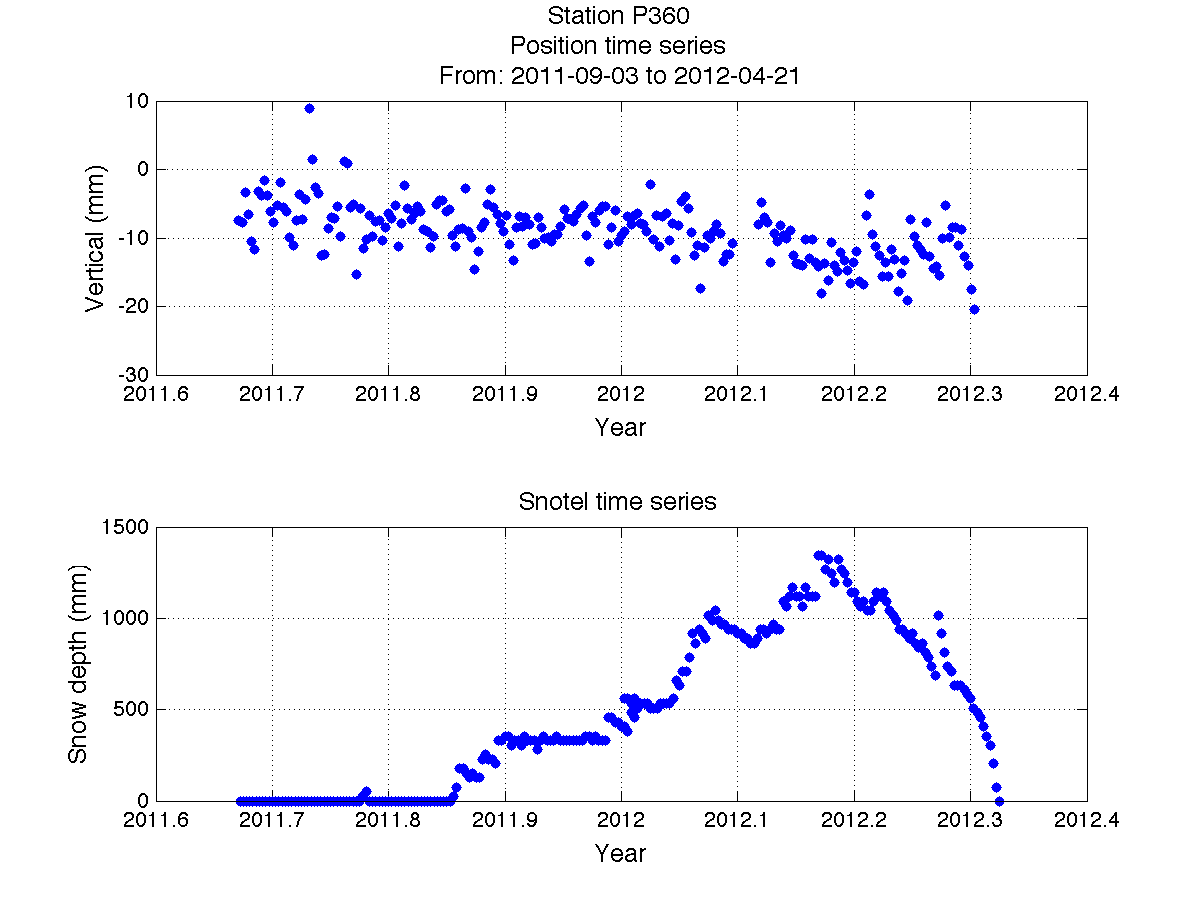 Station P360
Position time series
From: 2011-09-03 to 2012-04-21
10
0
-10
-20
-30
Vertical (mm)
2011.6 2011.7 2011.8 2011.9 2012 2012.1 2012.2 2012.3 2012.4
Year
Snotel time series
1500
1000
500
0
Snow depth (mm)
2011.6 2011.7 2011.8 2011.9 2012 2012.1 2012.2 2012.3 2012.4
Year